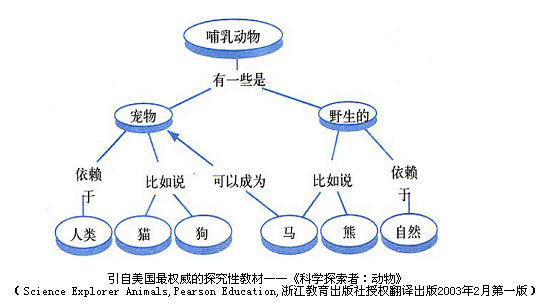 哺乳动物
有一些是
宠物
野生的
依赖
于
比如说
可以成为
比如说
依赖
于
人类
猫
狗
马
熊
自然
引自美国最权威的探究性教材——《科学探索者:动物》
(Science Explorer Animals,Pearson Education,浙江教育出版社授权翻译出版2003年2月第一版)